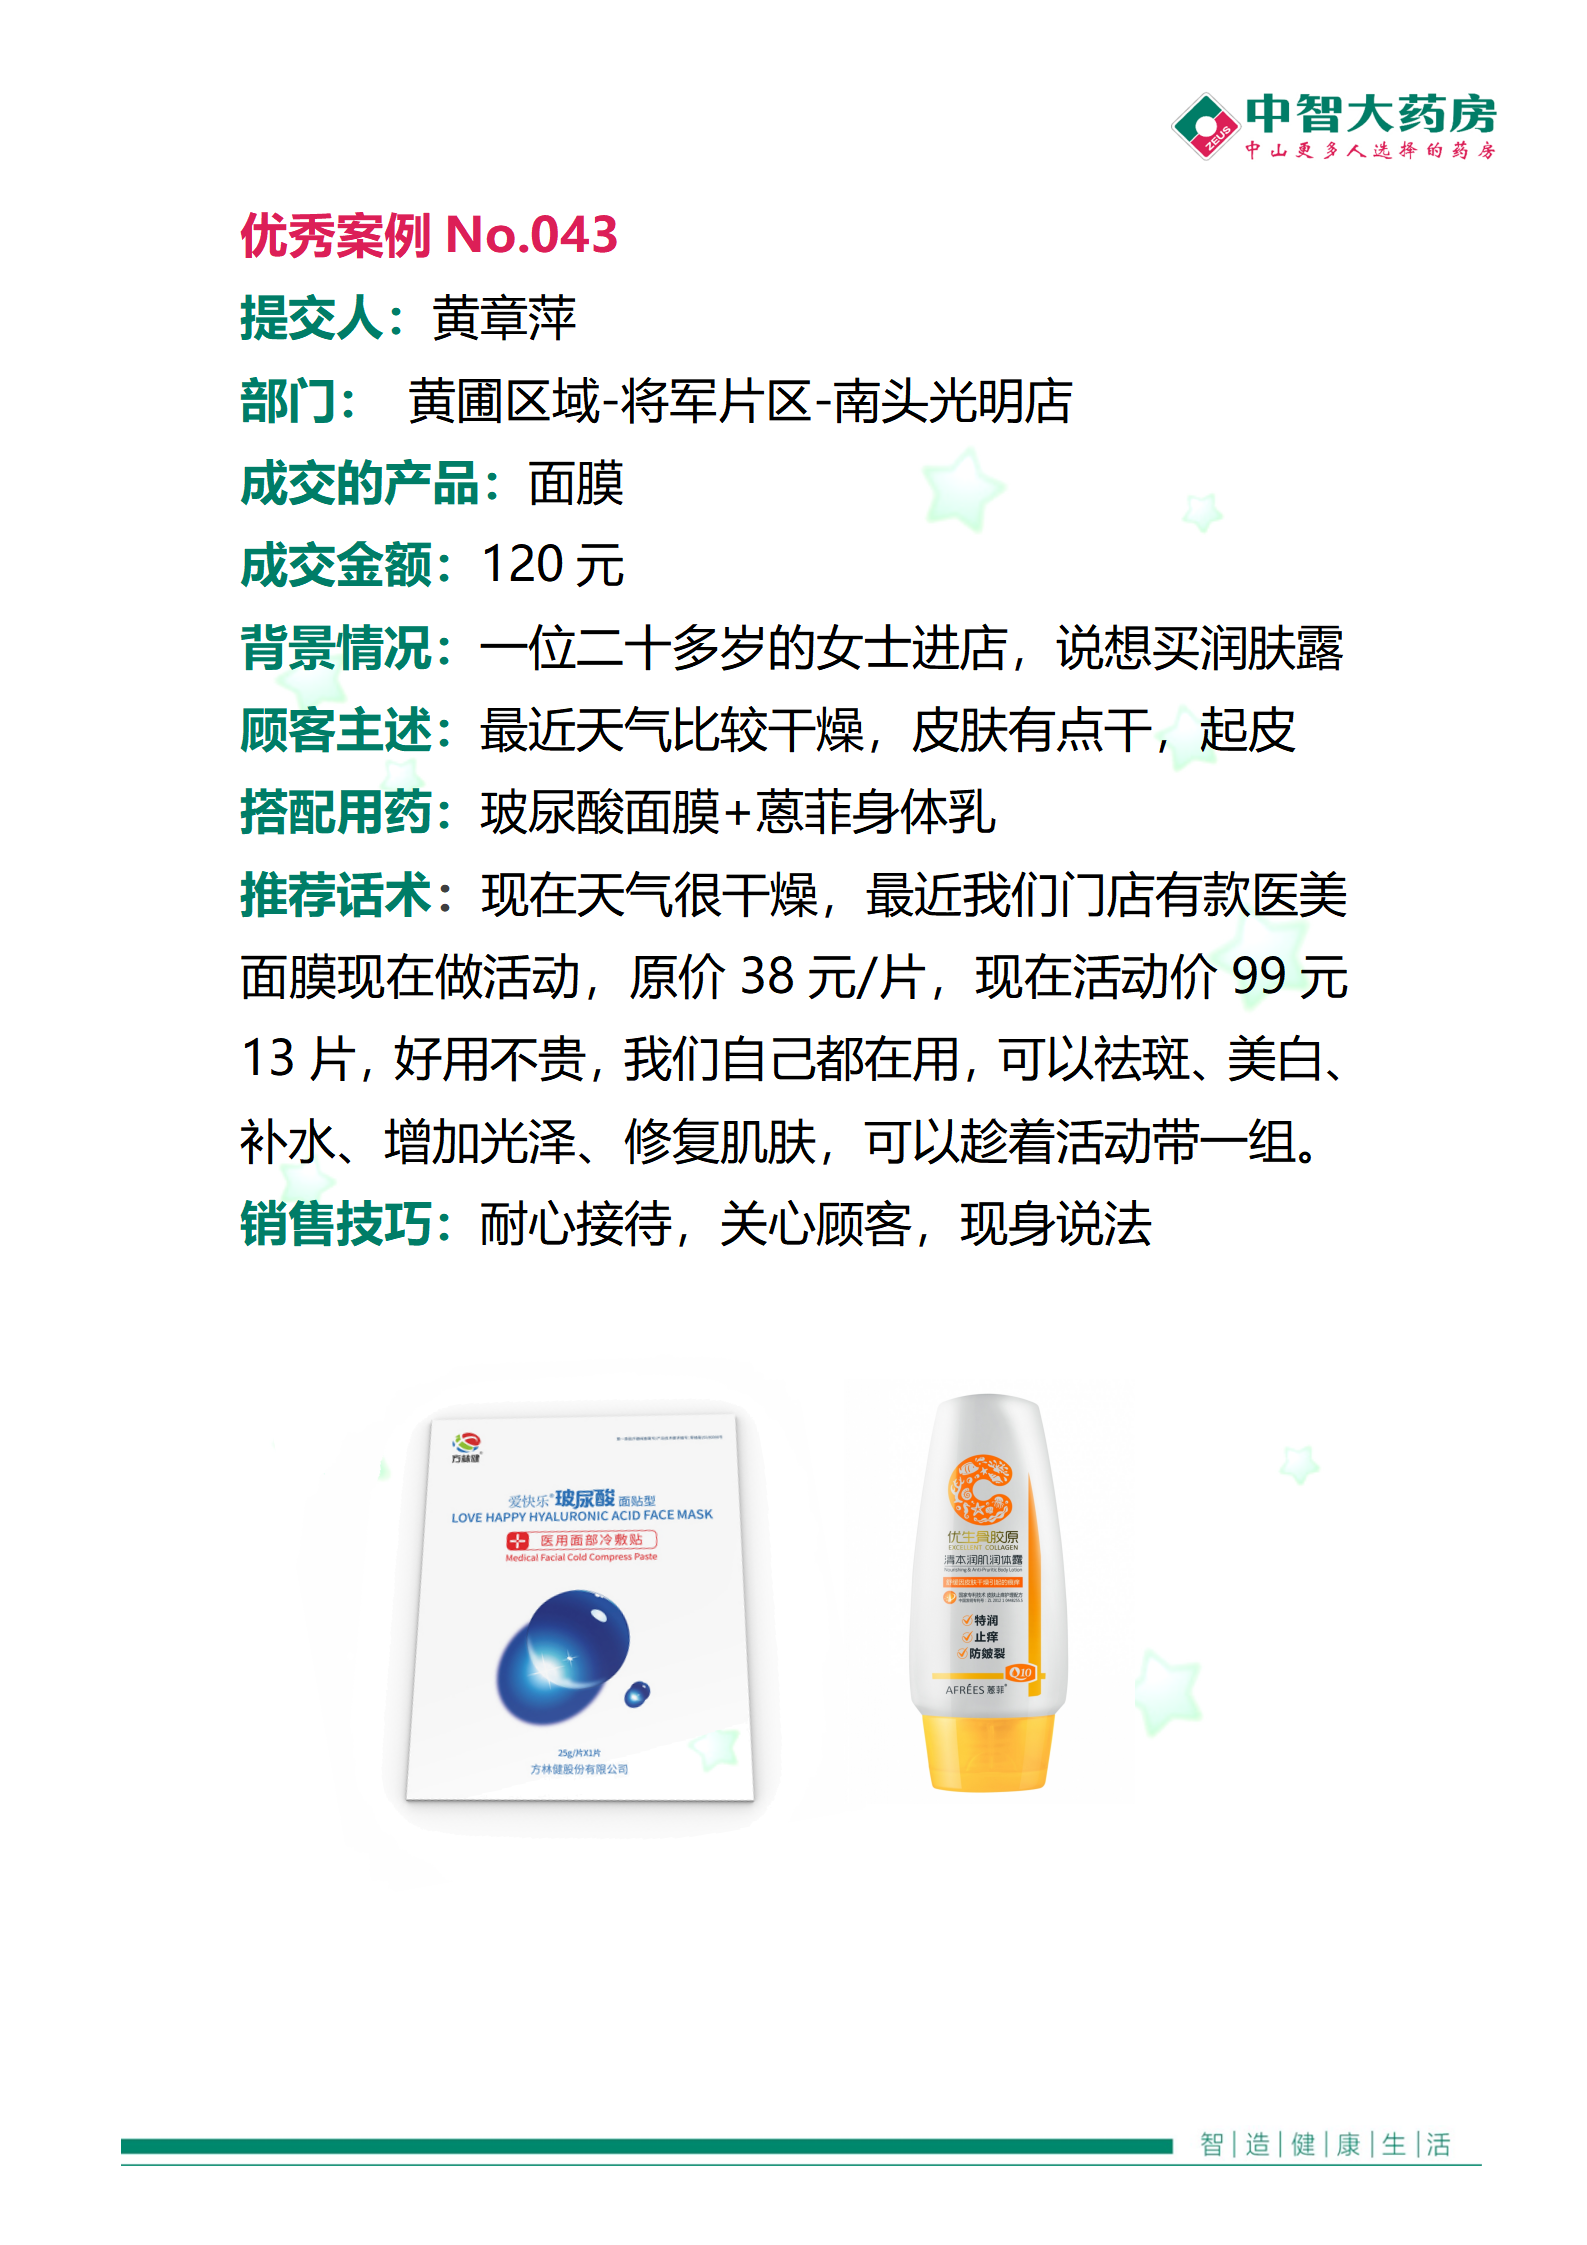 中智大药房
ZEUS
中山更多人选择的药房
优秀案例 No.043
提交人：黄章萍
部门： 黄圃区域-将军片区-南头光明店
成交的产品：面膜
成交金额：120 元
背景情况：一位二十多岁的女士进店，说想买润肤露
顾客主述：最近天气比较干燥，皮肤有点干，起皮
搭配用药：玻尿酸面膜+蒽菲身体乳
推荐话术：现在天气很干燥，最近我们门店有款医美
面膜现在做活动，原价 38 元/片，现在活动价 99 元
13 片，好用不贵，我们自己都在用，可以祛斑、美白、
补水、增加光泽、修复肌肤，可以趁着活动带一组。
销售技巧：耐心接待，关心顾客，现身说法
方林健
爱快乐®玻尿酸 面贴型
LOVE HAPPY HYALURONIC ACID FACE MASK
医用面部冷敷贴
Medical Facial Cold Compress Paste
25g/片X1片
方林健股份有限公司
优生員胶原
EXCELLENT COLLAGEN
清本润肌润体露
Nourishing & Anti-Pruritic Body Lotion
特润
止痒
防皴裂
Q10
AFRÉES 蒽菲®
智|造|健|康|生|活